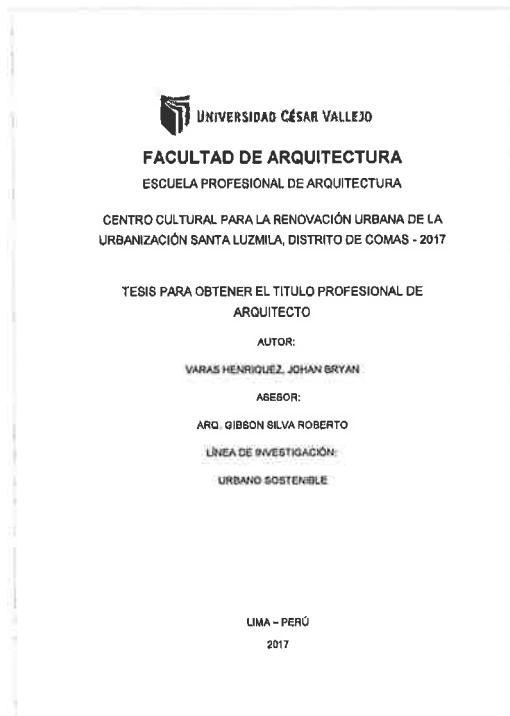 UNIVERSIDAD CÉSAR VALLEJO
FACULTAD DE ARQUITECTURA
ESCUELA PROFESIONAL DE ARQUITECTURA
CENTRO CULTURAL PARA LA RENOVACIÓN URBANA DE LA
URBANIZACIÓN SANTA LUZMILA, DISTRITO DE COMAS - 2017
TESIS PARA OBTENER EL TITULO PROFESIONAL DE
ARQUITECTO
AUTOR:
VARAS HENRIQUEZ, JOHAN BRYAN
ASESOR:
ARQ. GIBSON SILVA ROBERTO
LÍNEA DE INVESTIGACIÓN:
URBANO SOSTENIBLE
LIMA – PERÚ
2017